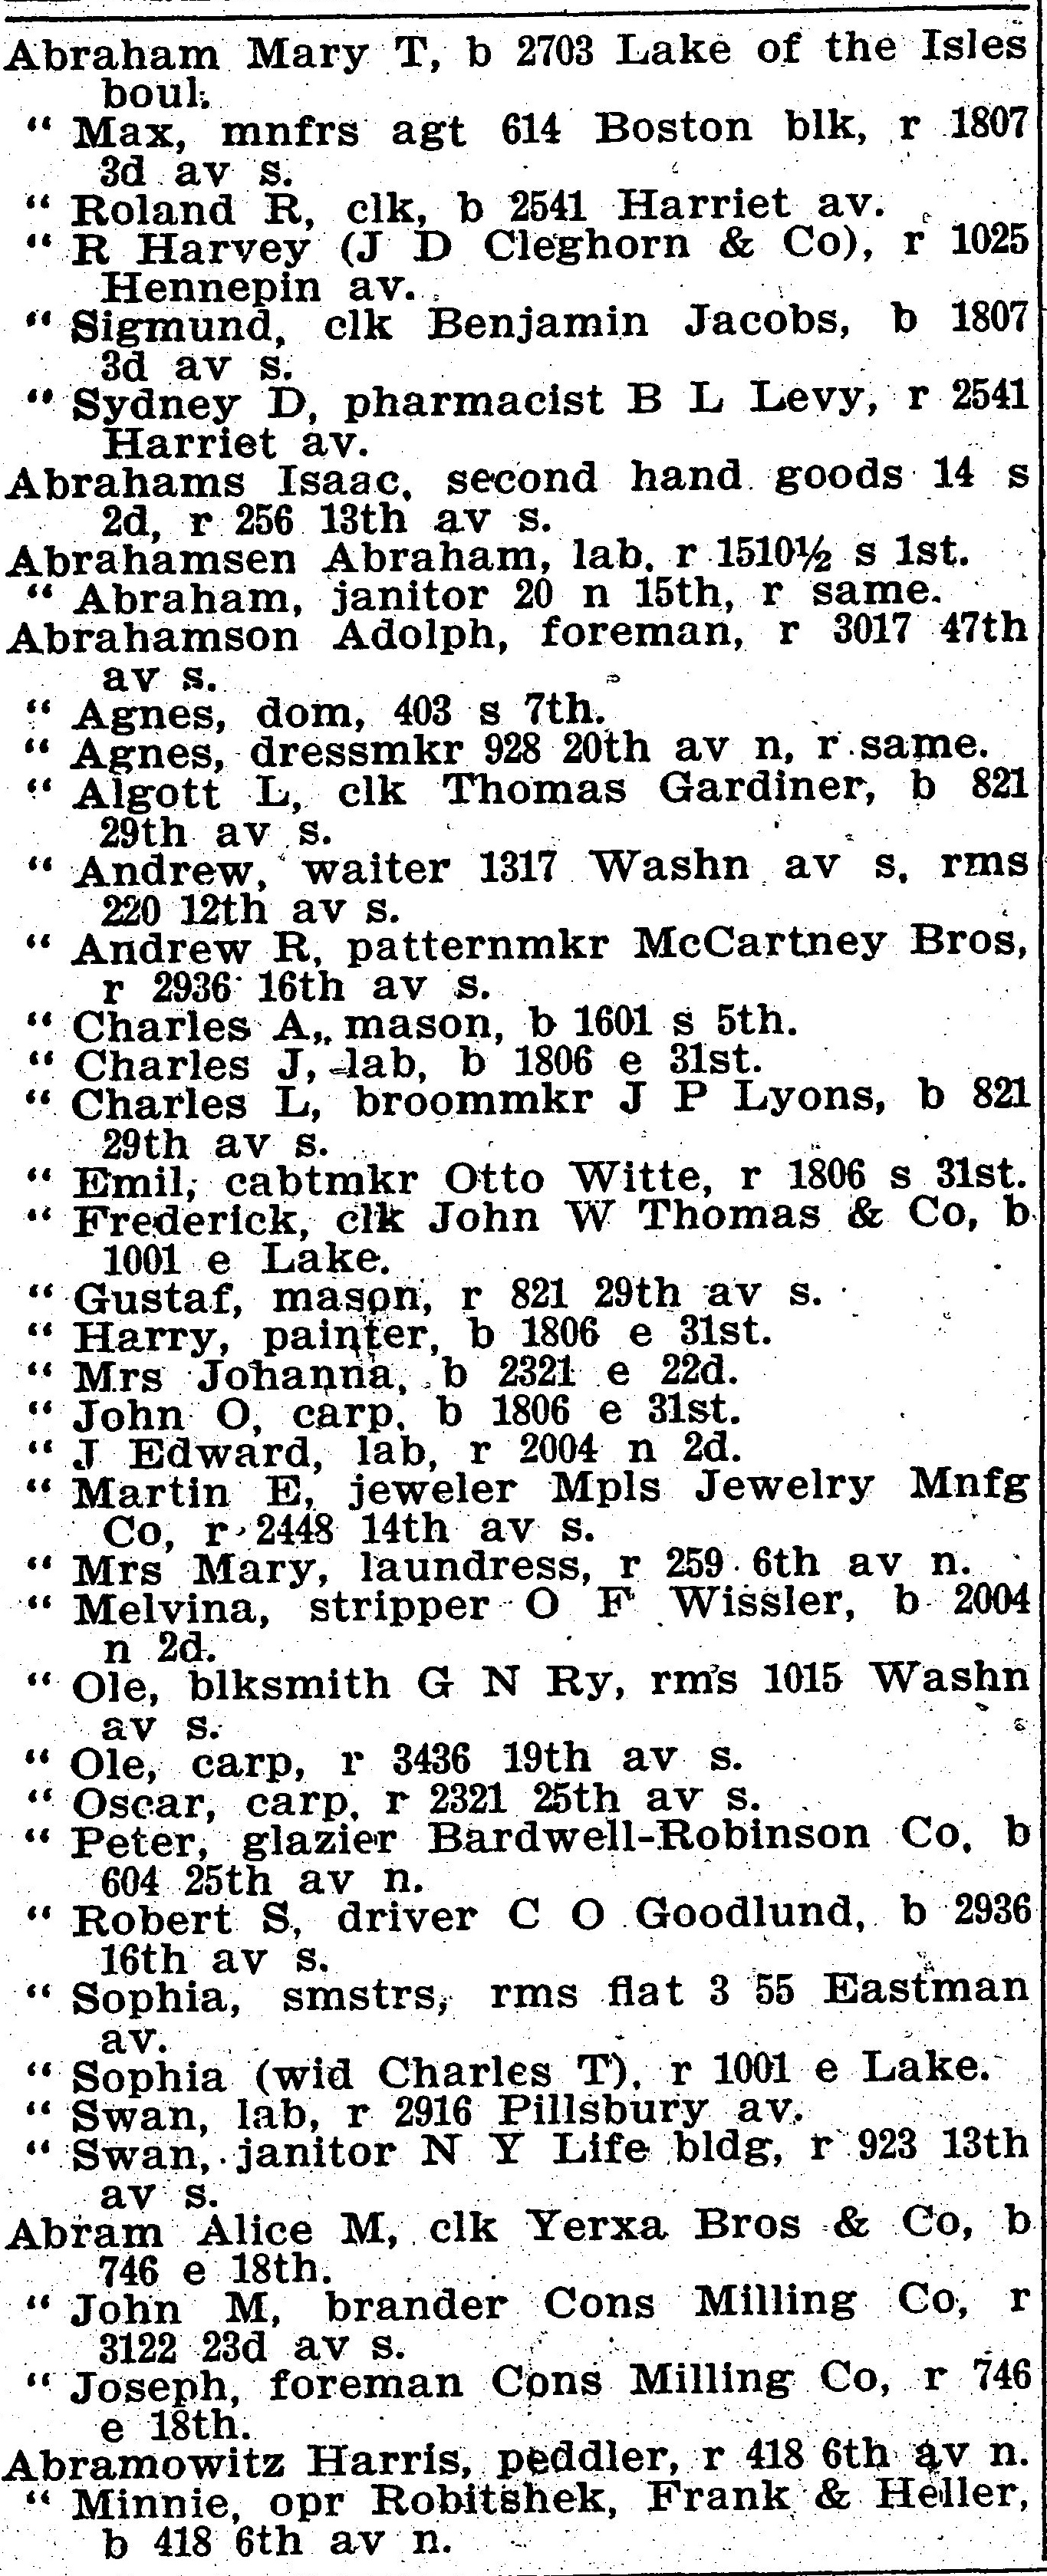 Abraham Mary T, b 2703 Lake of the Isles
boul.
“ Max, mnfrs agt 614 Boston blk, r 1807
3d av s.
“ Roland R, clk, b 2541 Harriet av.
“ R Harvey (J D Cleghorn & Co), r 1025
Hennepin av.
“ Sigmund, clk Benjamin Jacobs, b 1807
3d av s.
“ Sydney D, pharmacist B L Levy, r 2541
Harriet av.
Abrahams Isaac, second hand goods 14 s
2d, r 256 13th av s.
Abrahamsen Abraham, lab, r 1510½ s 1st.
“ Abraham, janitor 20 n 15th, r same.
Abrahamson Adolph, foreman, r 3017 47th
av s.
“ Agnes, dom, 403 s 7th.
“ Agnes, dressmkr 928 20th av n, r same.
“ Algott L, clk Thomas Gardiner, b 821
29th av s.
“ Andrew, waiter 1317 Washn av s, rms
220 12th av s.
“ Andrew R, patternmkr McCartney Bros,
r 2936 16th av s.
“ Charles A, mason, b 1601 s 5th.
“ Charles J, lab, b 1806 e 31st.
“ Charles L, broommkr J P Lyons, b 821
29th av s.
“ Emil, cabtmkr Otto Witte, r 1806 s 31st.
“ Frederick, clk John W Thomas & Co, b
1001 e Lake.
“ Gustaf, mason, r 821 29th av s.
“ Harry, painter, b 1806 e 31st.
“ Mrs Johanna, b 2321 e 22d.
“ John O, carp, b 1806 e 31st.
“ J Edward, lab, r 2004 n 2d.
“ Martin E, jeweler Mpls Jewelry Mnfg
Co, r 2448 14th av s.
“ Mrs Mary, laundress, r 259 6th av n.
“ Melvina, stripper O F Wissler, b 2004
n 2d.
“ Ole, blksmith G N Ry, rms 1015 Washn
av s.
“ Ole, carp, r 3436 19th av s.
“ Oscar, carp, r 2321 25th av s.
“ Peter, glazier Bardwell-Robinson Co, b
604 25th av n.
“ Robert S, driver C O Goodlund, b 2936
16th av s.
“ Sophia, smstrs, rms flat 3 55 Eastman
av.
“ Sophia (wid Charles T), r 1001 e Lake.
“ Swan, lab, r 2916 Pillsbury av.
“ Swan, janitor N Y Life bldg, r 923 13th
av s.
Abram Alice M, clk Yerxa Bros & Co, b
746 e 18th.
“ John M, brander Cons Milling Co, r
3122 23d av s.
“ Joseph, foreman Cons Milling Co, r 746
e 18th.
Abramowitz Harris, peddler, r 418 6th av n.
“ Minnie, opr Robitshek, Frank & Heller,
b 418 6th av n.